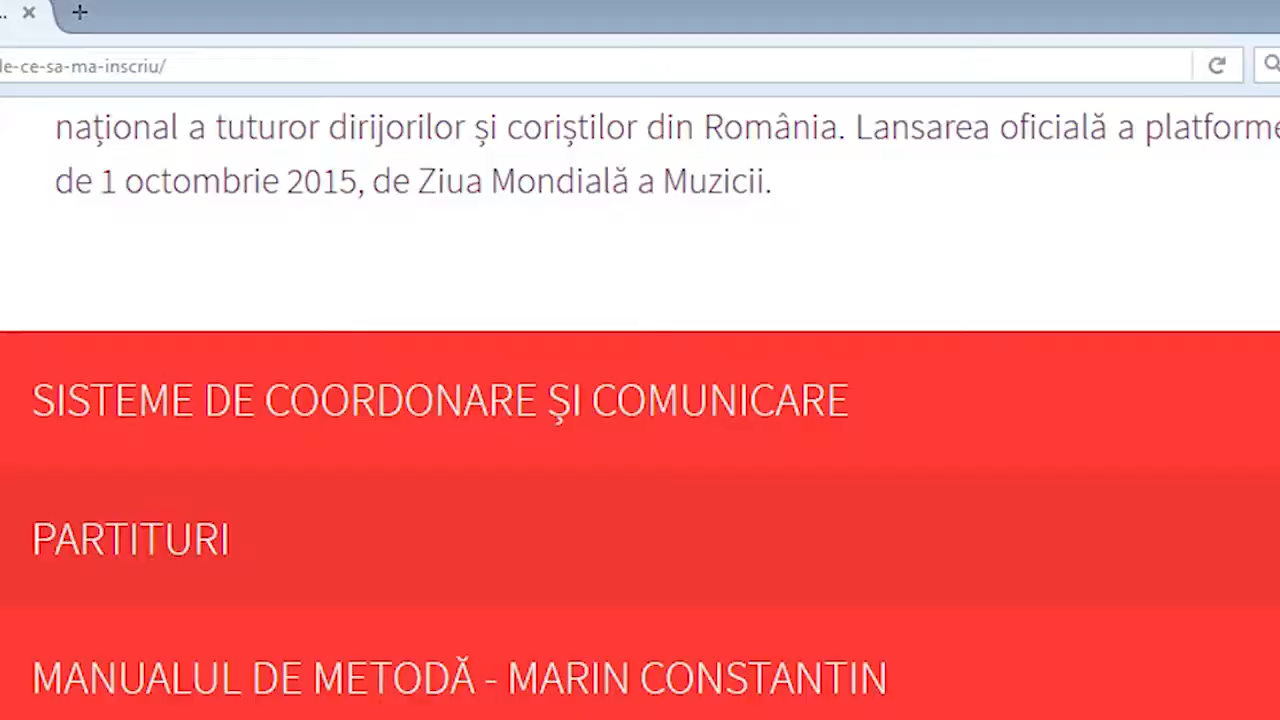 le-ce-sa-ma-inscriu/
național a tuturor dirijorilor și coriștilor din România. Lansarea oficială a platforme
de 1 octombrie 2015, de Ziua Mondială a Muzicii.
SISTEME DE COORDONARE ŞI COMUNICARE
PARTITURI
MANUALUL DE METODĂ - MARIN CONSTANTIN